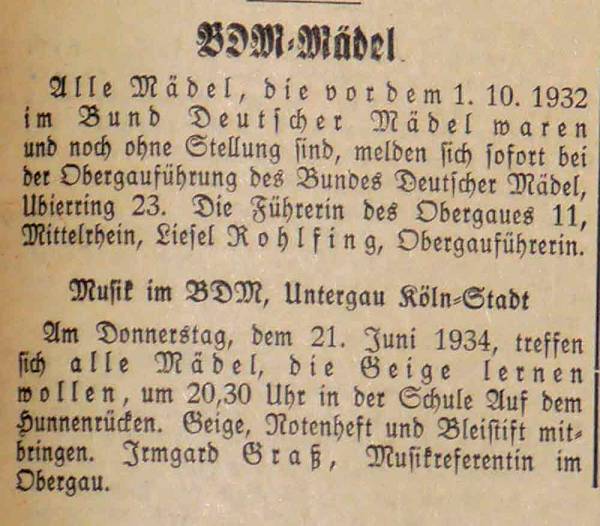 BDM-Mädel
Alle Mädel, die vor dem 1. 10. 1932
im Bund Deutscher Mädel waren
und noch ohne Stellung sind, melden sich sofort bei
der Obergauführung des Bundes Deutscher Mädel,
Ubierring 23. Die Führerin des Obergaues 11,
Mittelrhein, Liesel Rohlfing, Obergauführerin.
Musik im BDM, Untergau Köln-Stadt
Am Donnerstag, dem 21. Juni 1934, treffen
sich alle Mädel, die Geige lernen
wollen, um 20,30 Uhr in der Schule Auf dem
Hunnenrücken. Geige, Notenheft und Bleistift mit-
bringen. Irmgard Graß, Musikreferentin im
Obergau.